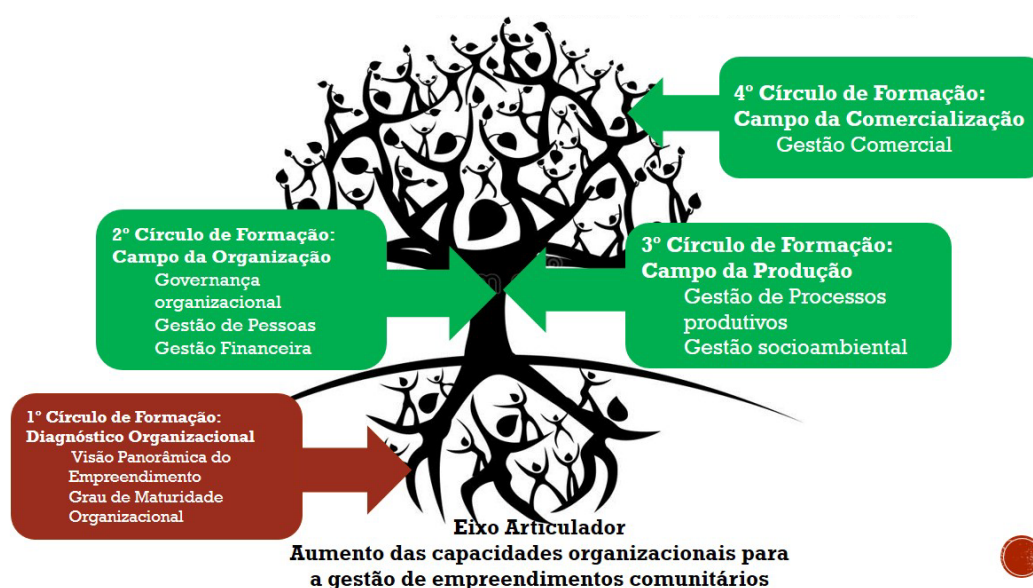 4º Círculo de Formação:
Campo da Comercialização
Gestão Comercial
2º Círculo de Formação:
Campo da Organização
Governança
organizacional
Gestão de Pessoas
Gestão Financeira
3º Círculo de Formação:
Campo da Produção
Gestão de Processos
produtivos
Gestão socioambiental
1º Círculo de Formação:
Diagnóstico Organizacional
Visão Panorâmica do
Empreendimento
Grau de Maturidade
Organizacional
Eixo Articulador
Aumento das capacidades organizacionais para
a gestão de empreendimentos comunitários